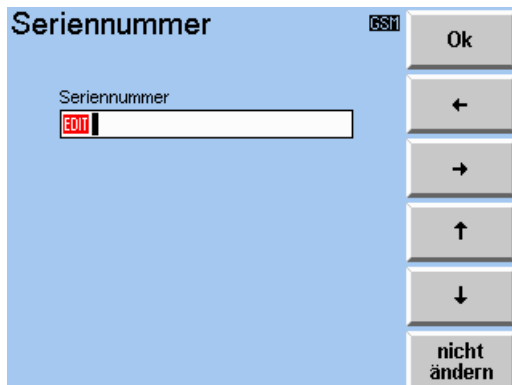 Seriennummer
GSM
Ok
Seriennummer
EDIT
←
→
↑
↓
nicht
ändern